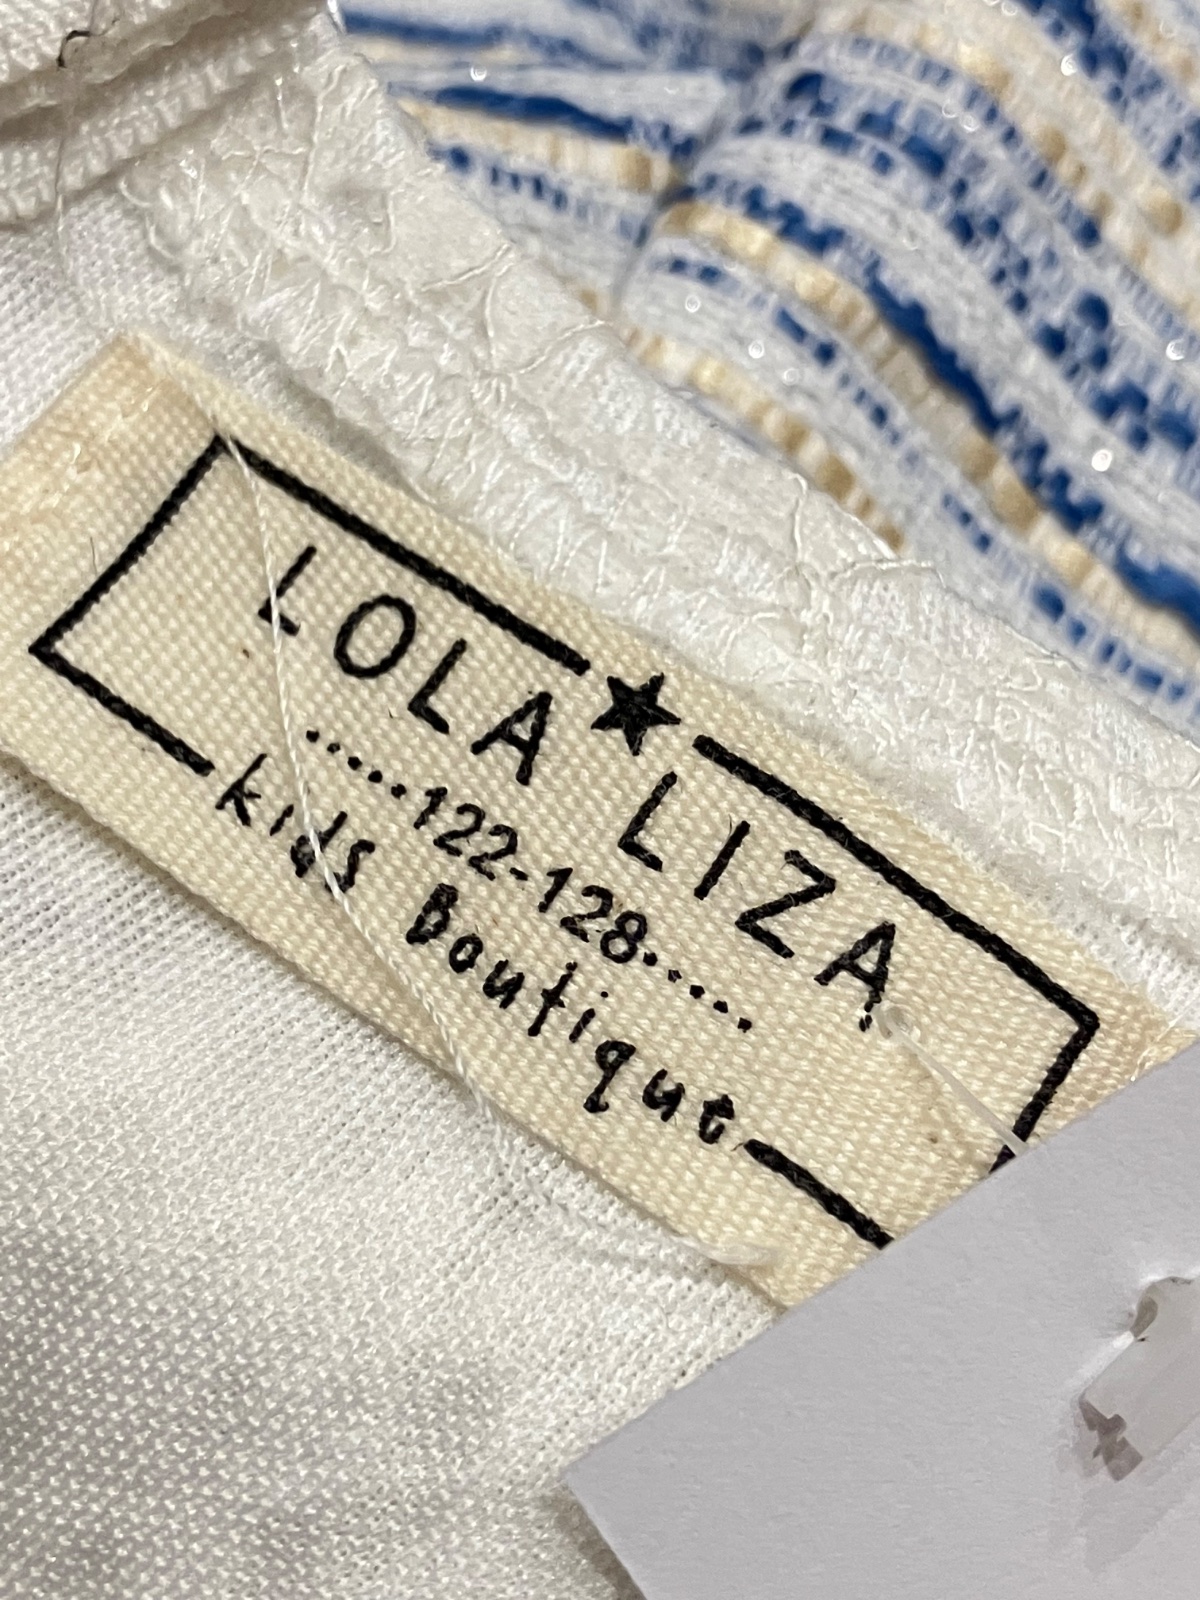 LOLA LIZA
.....122-128.....
kids Boutique